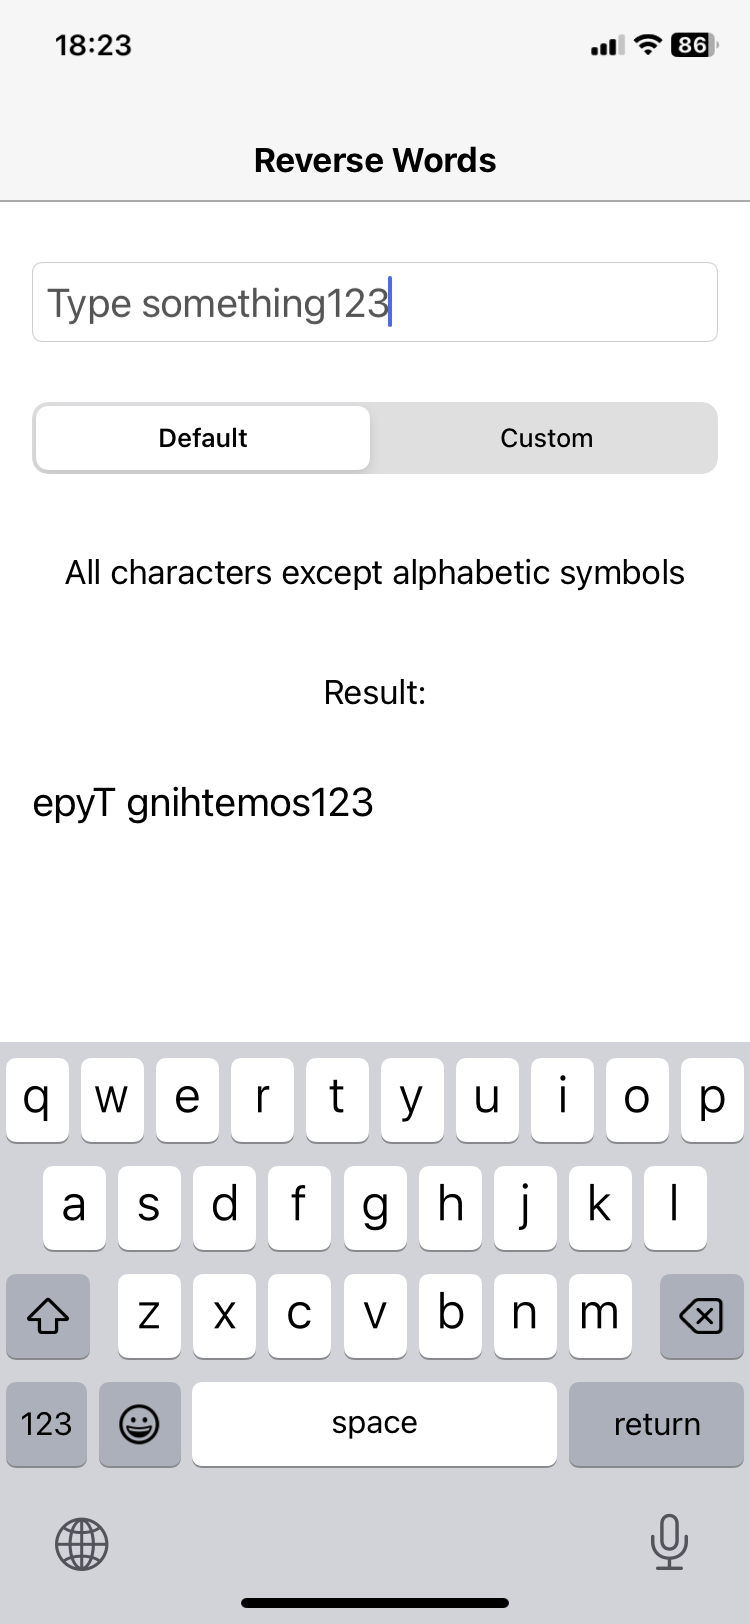 18:23
86
Reverse Words
Type something123
Default Custom
All characters except alphabetic symbols
Result:
epyT gnihtemos123
q w e r t y u i o p
a s d f g h j k l
z x c v b n m
123 space return